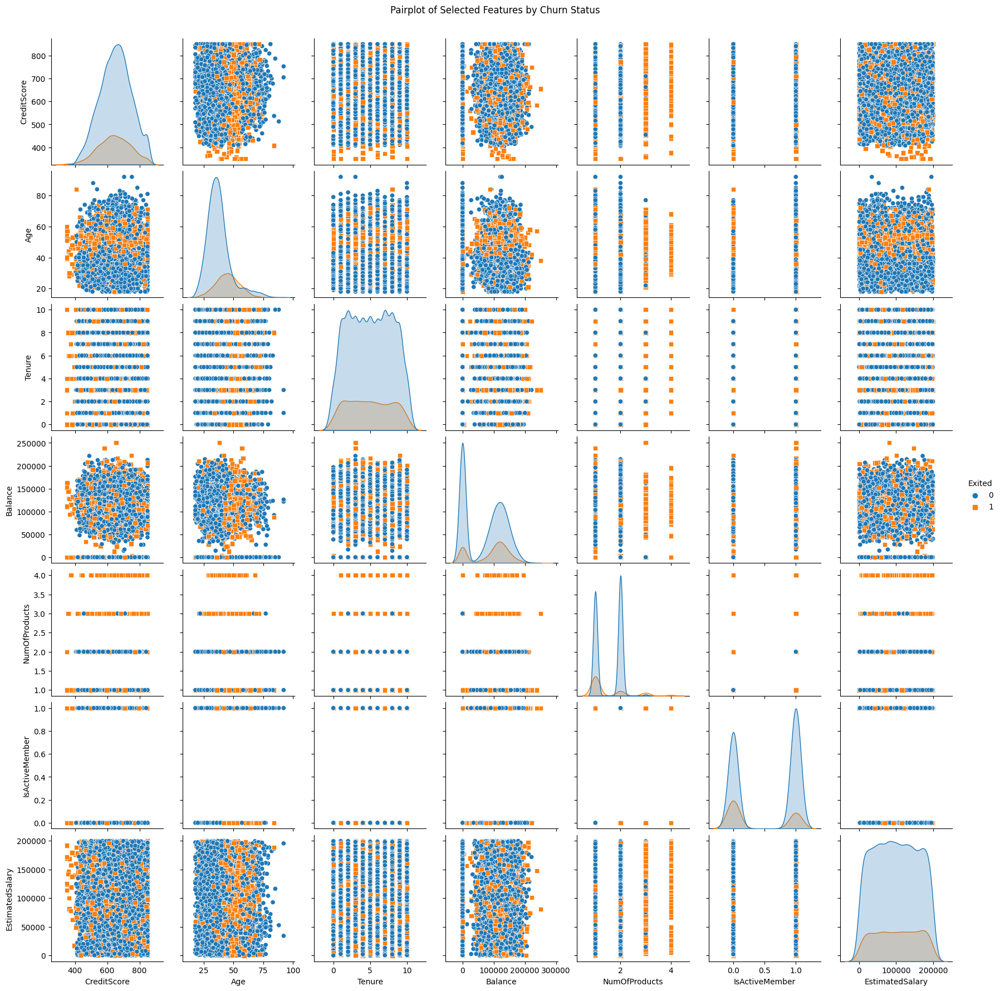 Pairplot of Selected Features by Churn Status
800
700
600
500
400
CreditScore
80
60
40
20
Age
10
8
6
4
2
0
Tenure
250000
200000
150000
100000
50000
0
Balance
4.0
3.5
3.0
2.5
2.0
1.5
1.0
NumOfProducts
1.0
0.8
0.6
0.4
0.2
0.0
IsActiveMember
200000
150000
100000
50000
0
EstimatedSalary
Exited
0
1
400 600 800
25 50 75 100
0 5 10
0 100000 200000 300000
2 4
0.0 0.5 1.0
0 100000 200000
CreditScore
Age
Tenure
Balance
NumOfProducts
IsActiveMember
EstimatedSalary